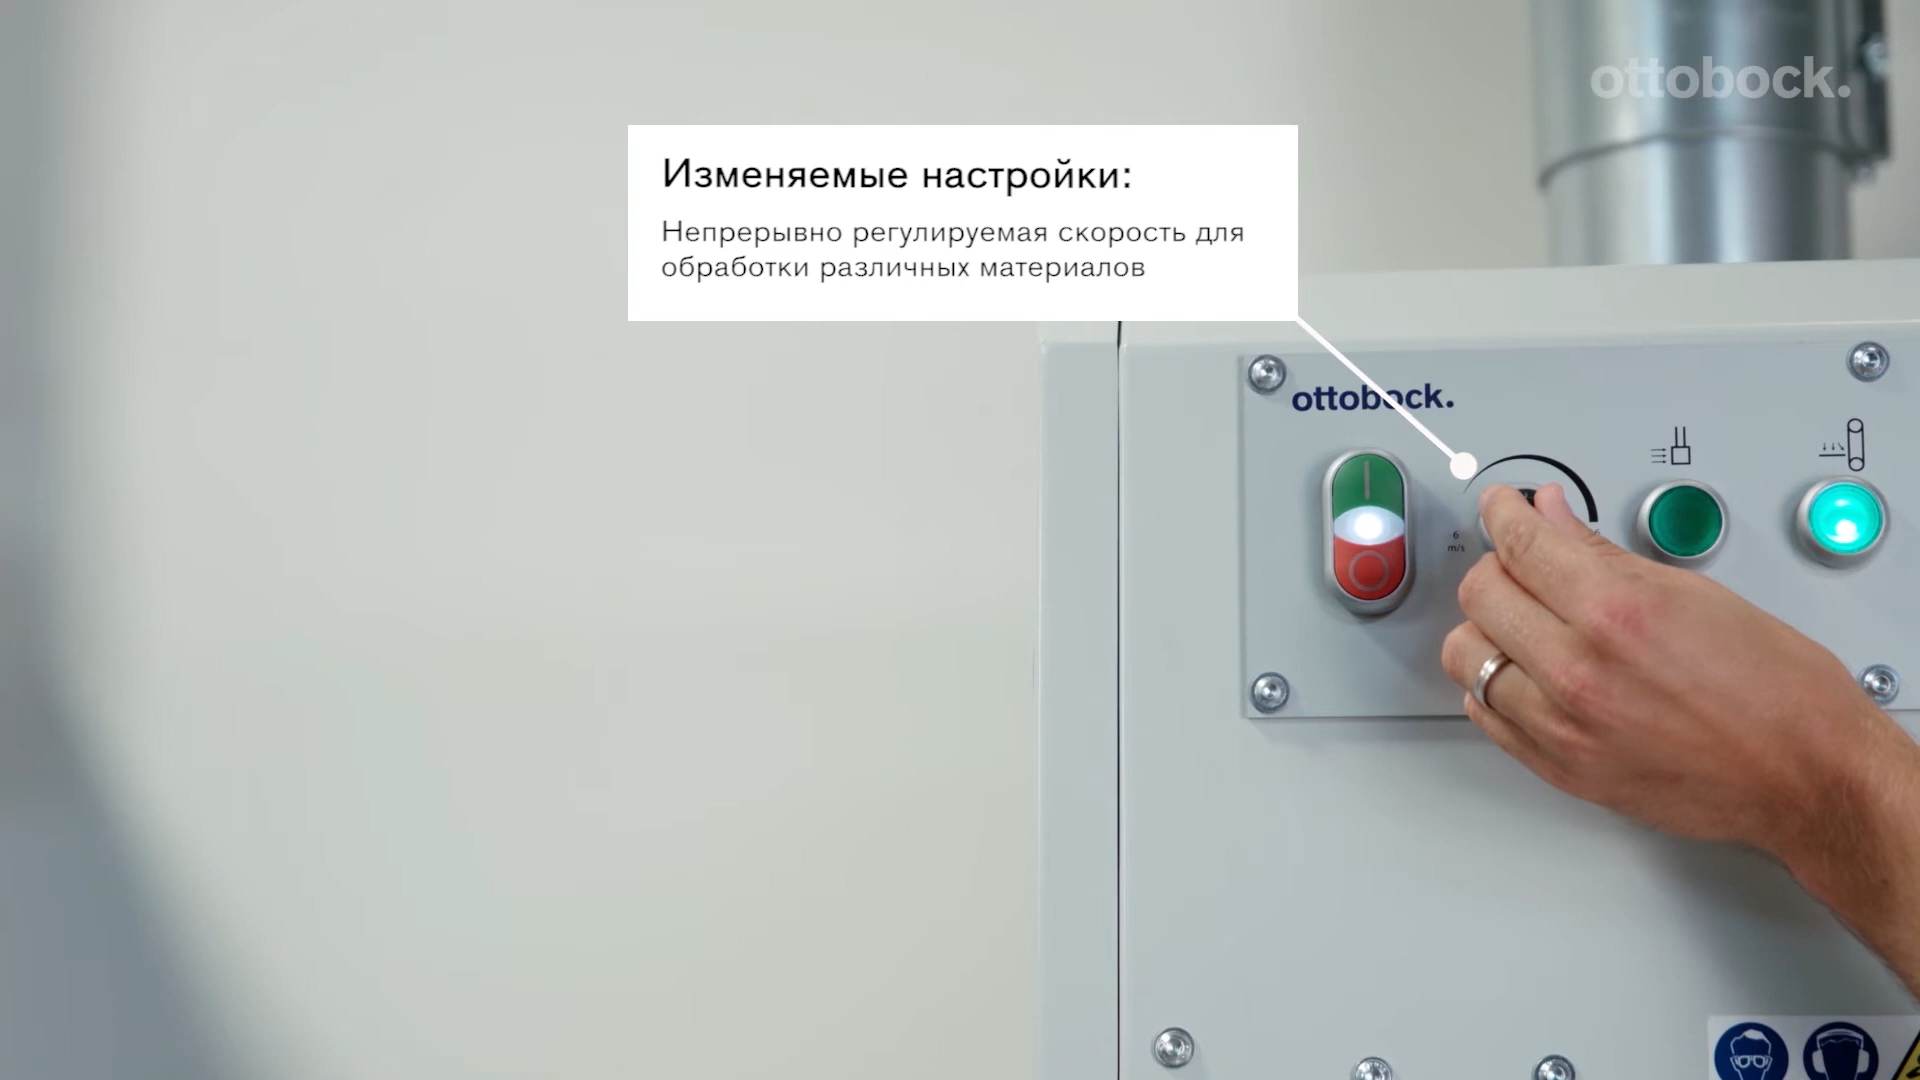 ottobock.
Изменяемые настройки:
Непрерывно регулируемая скорость для
обработки различных материалов
ottobock.
6
m/s